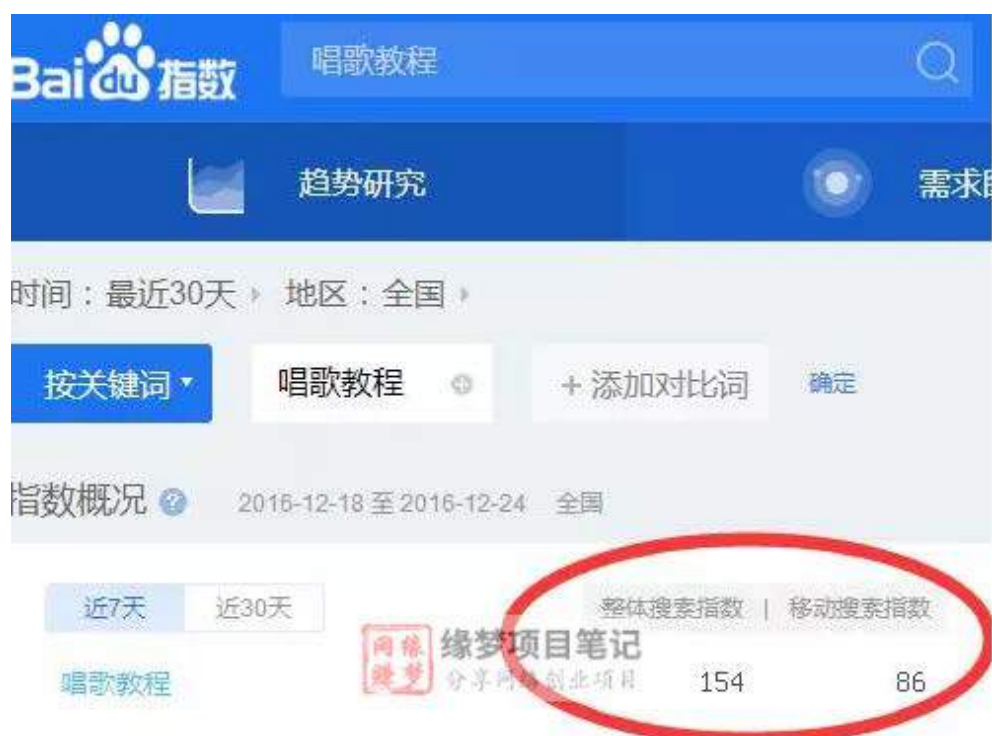 Baidu指数
唱歌教程
趋势研究
需求
时间：最近30天 地区：全国
按关键词 唱歌教程 +添加对比词 确定
指数概况 2016-12-18 至 2016-12-24 全国
近7天 近30天 整体搜索指数 | 移动搜索指数
唱歌教程 154 86
缘梦项目笔记
分享网络创业项目